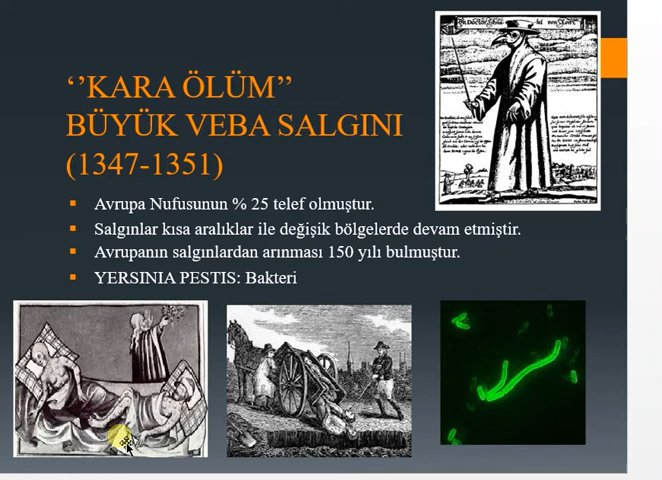 ‘’KARA ÖLÜM’’
BÜYÜK VEBA SALGINI
(1347-1351)
Avrupa Nufusunun % 25 telef olmuştur.
Salgınlar kısa aralıklar ile değişik bölgelerde devam etmiştir.
Avrupanın salgınlardan arınması 150 yılı bulmuştur.
YERSINIA PESTIS: Bakteri